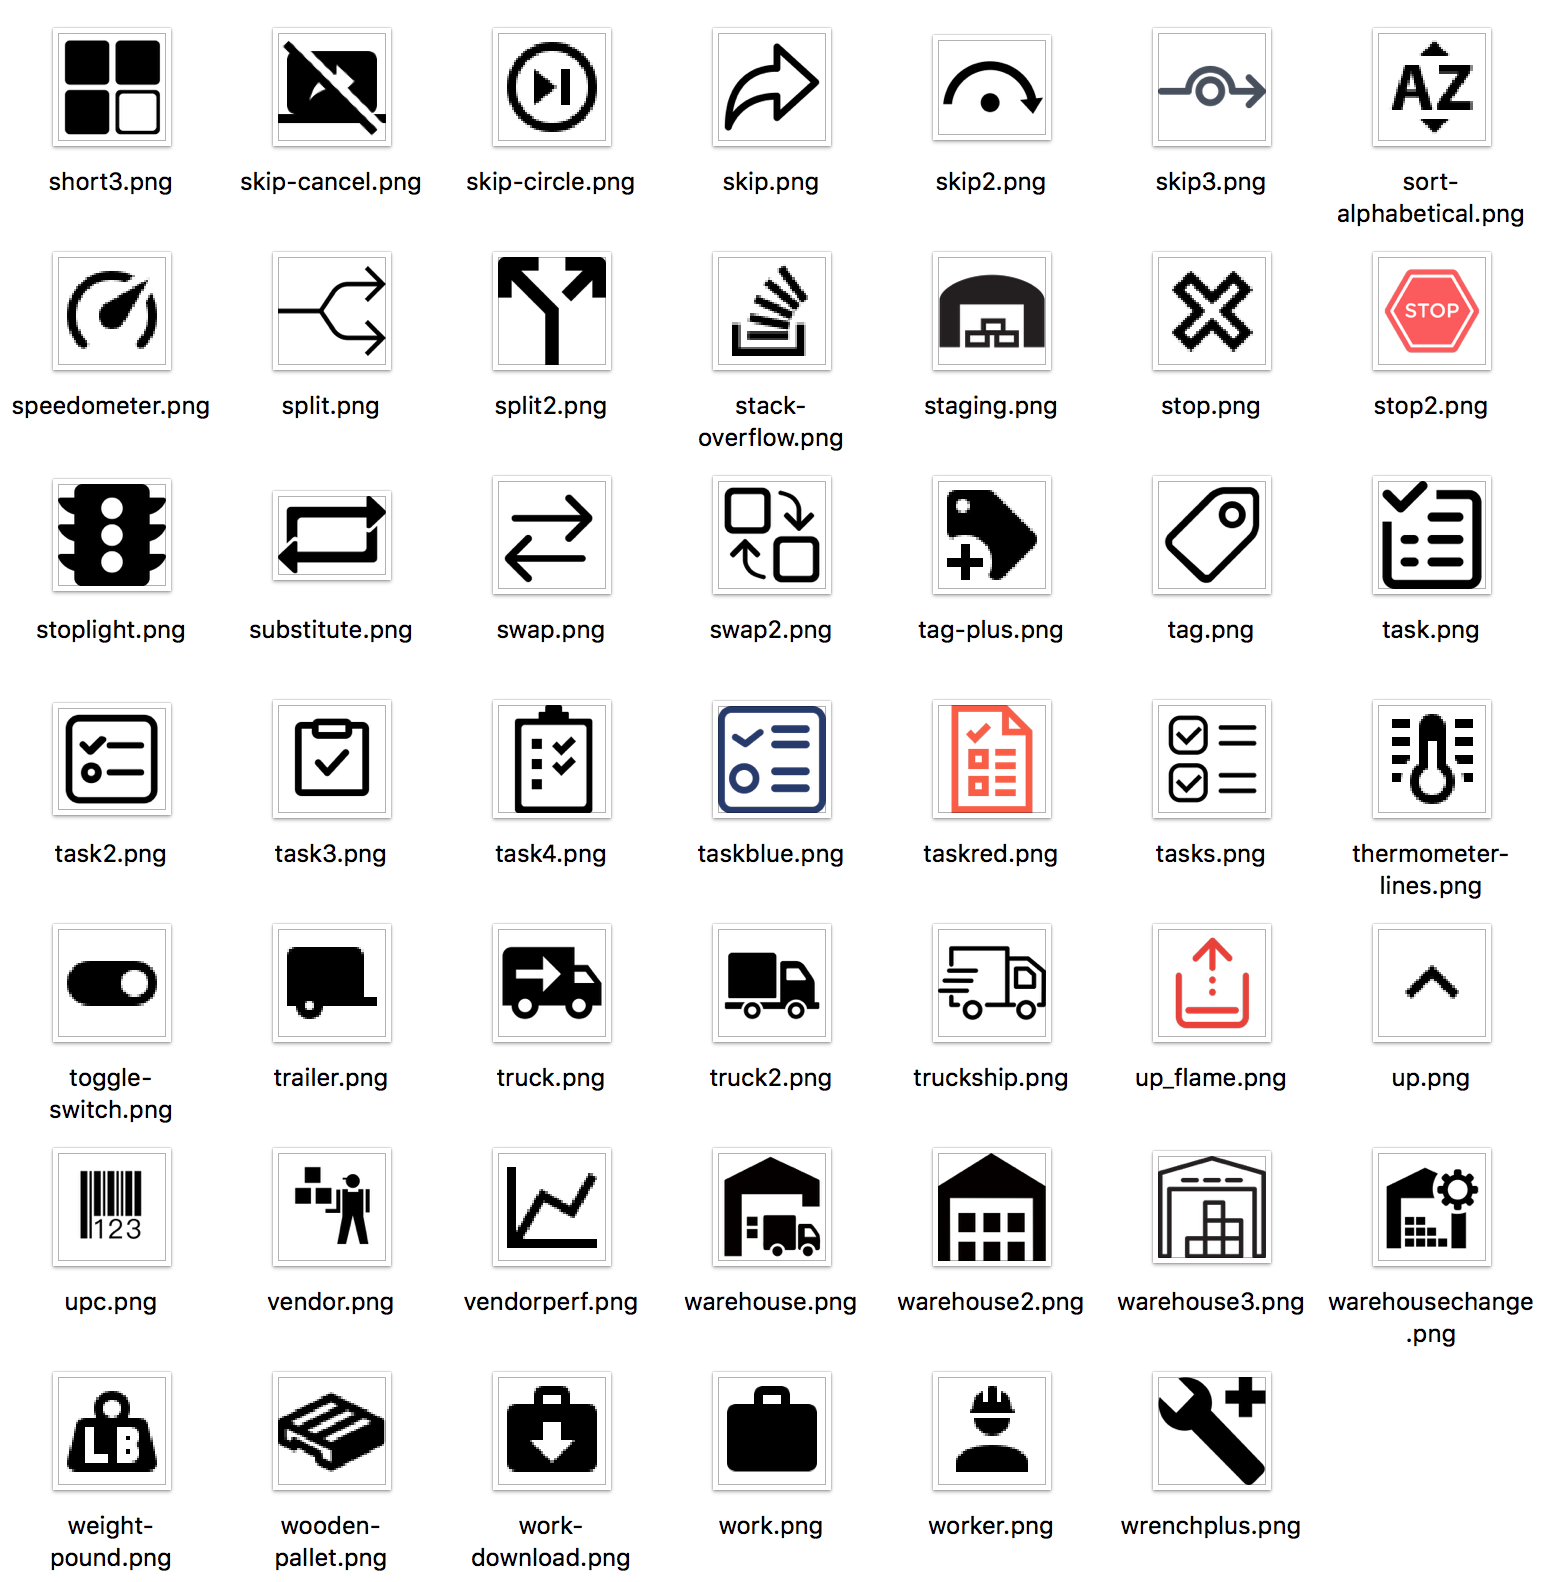 AZ
short3.png
skip-cancel.png
skip-circle.png
skip.png
skip2.png
skip3.png
sort-
alphabetical.png
STOP
speedometer.png
split.png
split2.png
stack-
overflow.png
staging.png
stop.png
stop2.png
stoplight.png
substitute.png
swap.png
swap2.png
tag-plus.png
tag.png
task.png
task2.png
task3.png
task4.png
taskblue.png
taskred.png
tasks.png
thermometer-
lines.png
toggle-
switch.png
trailer.png
truck.png
truck2.png
truckship.png
up_flame.png
up.png
123
upc.png
vendor.png
vendorperf.png
warehouse.png
warehouse2.png
warehouse3.png
warehousechange
.png
LB
weight-
pound.png
wooden-
pallet.png
work-
download.png
work.png
worker.png
wrenchplus.png